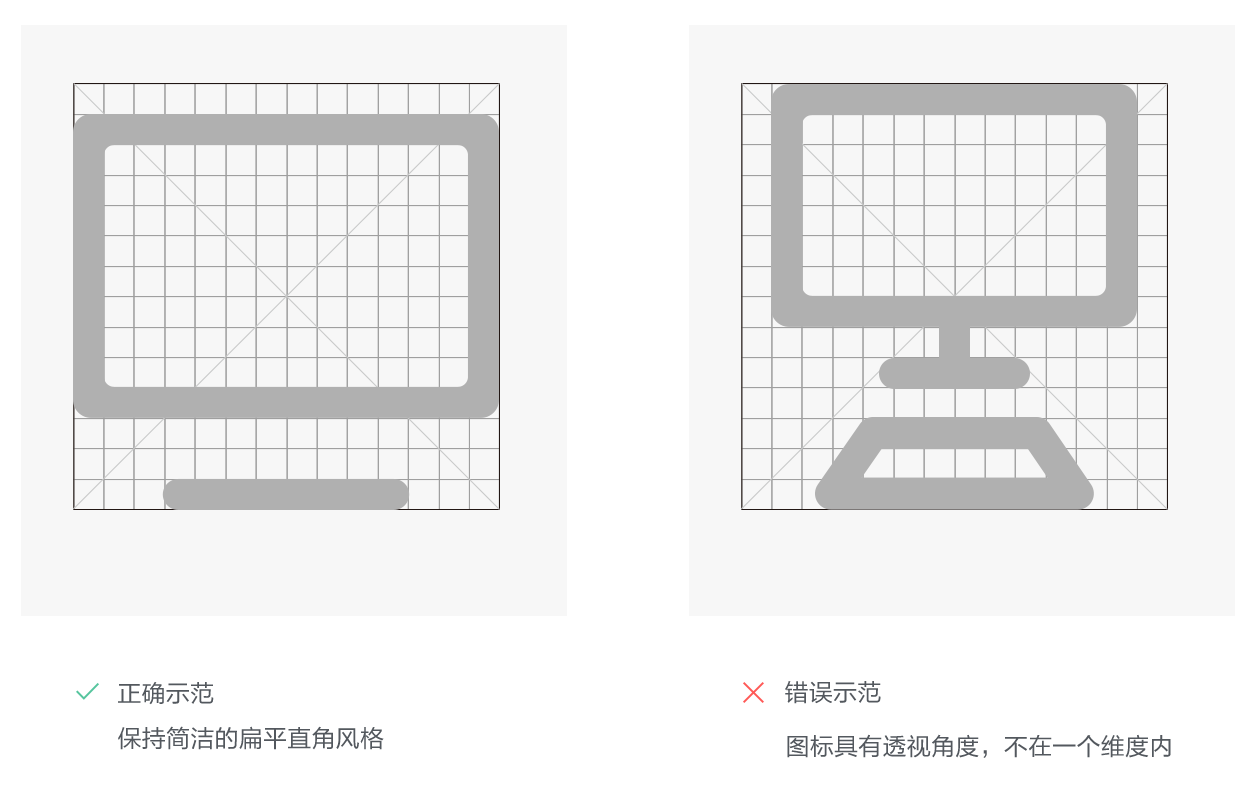 正确示范
保持简洁的扁平直角风格
错误示范
图标具有透视角度，不在一个维度内